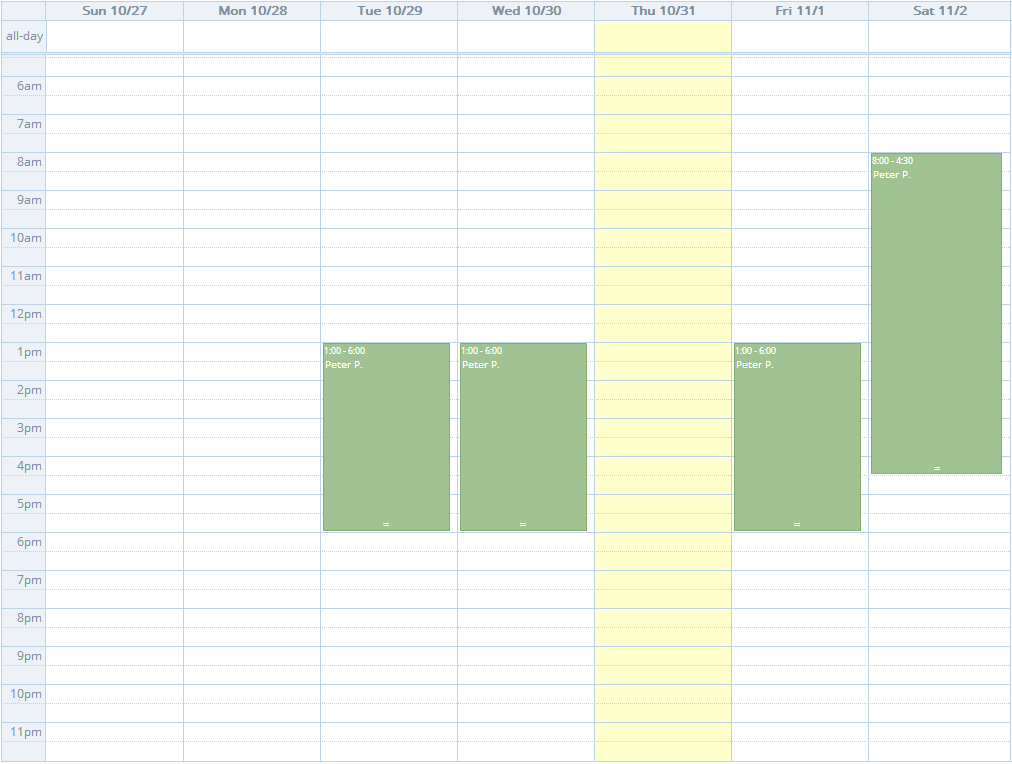 Sun 10/27 Mon 10/28 Tue 10/29 Wed 10/30 Thu 10/31 Fri 11/1 Sat 11/2
all-day
6am
7am
8am
8:00 - 4:30
Peter P.
9am
10am
11am
12pm
1pm
1:00 - 6:00 1:00 - 6:00 1:00 - 6:00
Peter P. Peter P. Peter P.
2pm
3pm
4pm
5pm
6pm
7pm
8pm
9pm
10pm
11pm